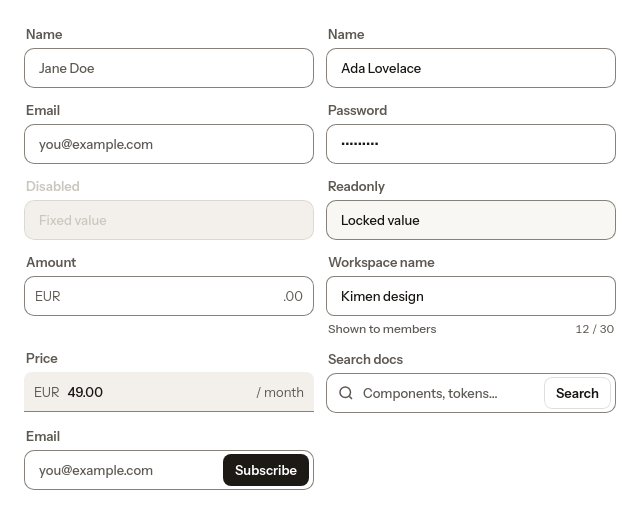 Name
Jane Doe
Name
Ada Lovelace
Email
you@example.com
Password
•••••••••
Disabled
Fixed value
Readonly
Locked value
Amount
EUR .00
Workspace name
Kimen design
Shown to members 12 / 30
Price
EUR 49.00 / month
Search docs
Components, tokens... Search
Email
you@example.com Subscribe